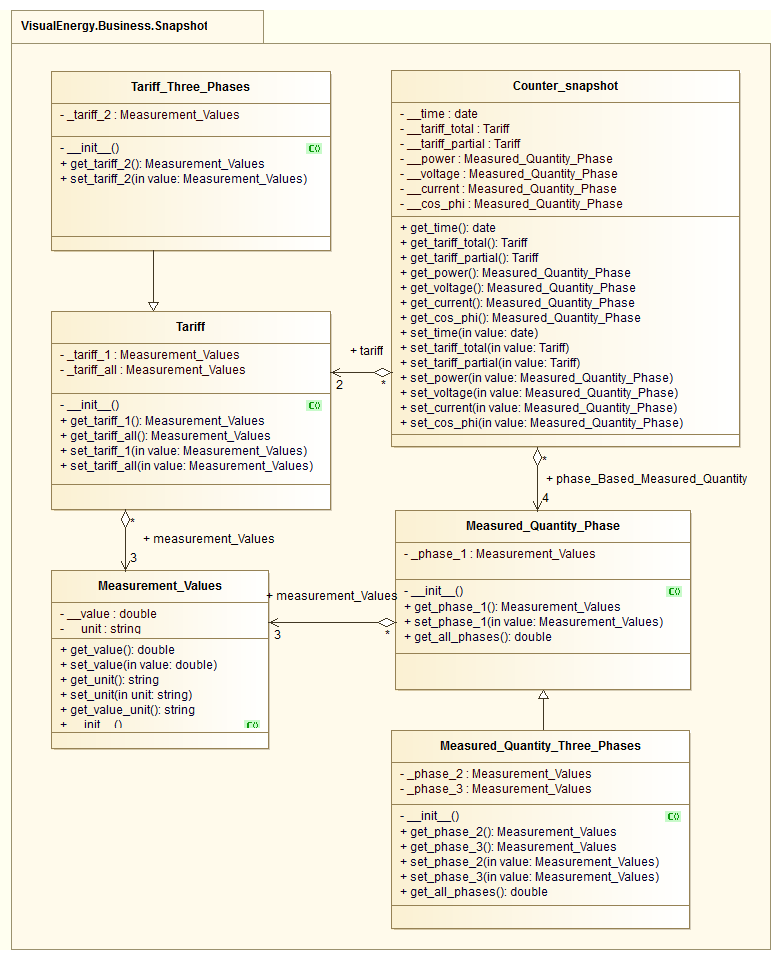 VisualEnergy.Business.Snapshot
Tariff_Three_Phases
- _tariff_2 : Measurement_Values
- __init__()
+ get_tariff_2(): Measurement_Values
+ set_tariff_2(in value: Measurement_Values)
Counter_snapshot
- __time : date
- __tariff_total : Tariff
- __tariff_partial : Tariff
- __power : Measured_Quantity_Phase
- __voltage : Measured_Quantity_Phase
- __current : Measured_Quantity_Phase
- __cos_phi : Measured_Quantity_Phase
+ get_time(): date
+ get_tariff_total(): Tariff
+ get_tariff_partial(): Tariff
+ get_power(): Measured_Quantity_Phase
+ get_voltage(): Measured_Quantity_Phase
+ get_current(): Measured_Quantity_Phase
+ get_cos_phi(): Measured_Quantity_Phase
+ set_time(in value: date)
+ set_tariff_total(in value: Tariff)
+ set_tariff_partial(in value: Tariff)
+ set_power(in value: Measured_Quantity_Phase)
+ set_voltage(in value: Measured_Quantity_Phase)
+ set_current(in value: Measured_Quantity_Phase)
+ set_cos_phi(in value: Measured_Quantity_Phase)
Tariff
- _tariff_1 : Measurement_Values
- _tariff_all : Measurement_Values
- __init__()
+ get_tariff_1(): Measurement_Values
+ get_tariff_all(): Measurement_Values
+ set_tariff_1(in value: Measurement_Values)
+ set_tariff_all(in value: Measurement_Values)
+ tariff
2
*
*
+ phase_Based_Measured_Quantity
4
*
+ measurement_Values
3
Measured_Quantity_Phase
- _phase_1 : Measurement_Values
- __init__()
+ get_phase_1(): Measurement_Values
+ set_phase_1(in value: Measurement_Values)
+ get_all_phases(): double
Measurement_Values
- __value : double
- __unit : string
+ get_value(): double
+ set_value(in value: double)
+ get_unit(): string
+ set_unit(in unit: string)
+ get_value_unit(): string
+ __init__()
+ measurement_Values
3
*
Measured_Quantity_Three_Phases
- _phase_2 : Measurement_Values
- _phase_3 : Measurement_Values
- __init__()
+ get_phase_2(): Measurement_Values
+ get_phase_3(): Measurement_Values
+ set_phase_2(in value: Measurement_Values)
+ set_phase_3(in value: Measurement_Values)
+ get_all_phases(): double